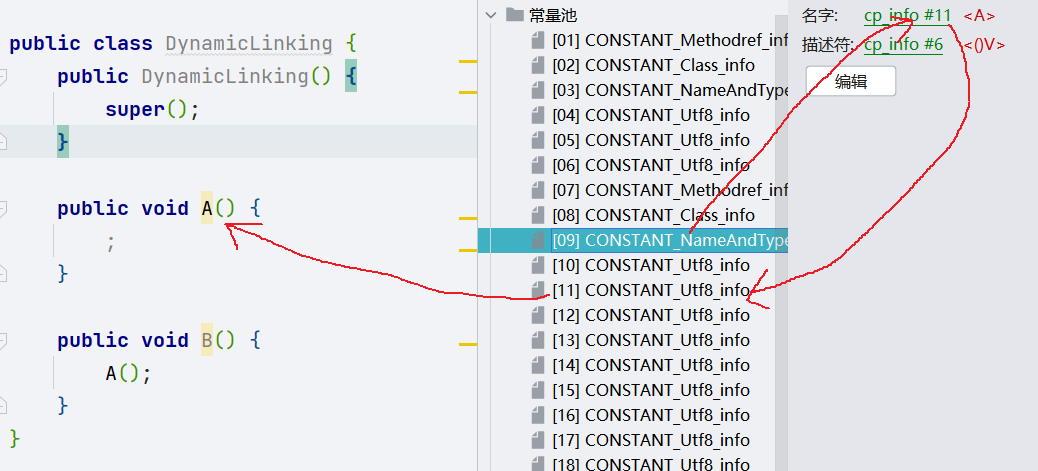 public class DynamicLinking {
public DynamicLinking() {
super();
}
public void A() {
;
}
public void B() {
A();
}
}
常量池
[01] CONSTANT_Methodref_inf
[02] CONSTANT_Class_info
[03] CONSTANT_NameAndType
[04] CONSTANT_Utf8_info
[05] CONSTANT_Utf8_info
[06] CONSTANT_Utf8_info
[07] CONSTANT_Methodref_inf
[08] CONSTANT_Class_info
[09] CONSTANT_NameAndType
[10] CONSTANT_Utf8_info
[11] CONSTANT_Utf8_info
[12] CONSTANT_Utf8_info
[13] CONSTANT_Utf8_info
[14] CONSTANT_Utf8_info
[15] CONSTANT_Utf8_info
[16] CONSTANT_Utf8_info
[17] CONSTANT_Utf8_info
[18] CONSTANT_Utf8_info
名字: cp_info #11 <A>
描述符: cp_info #6 <()V>
编辑